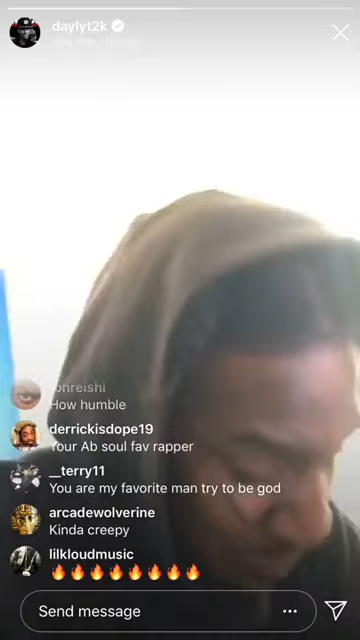 daylyt2k
How humble
derrickisdope19
Your Ab soul fav rapper
__terry11
You are my favorite man try to be god
arcadewolverine
Kinda creepy
lilkloudmusic
🔥🔥🔥🔥🔥🔥🔥🔥
Send message